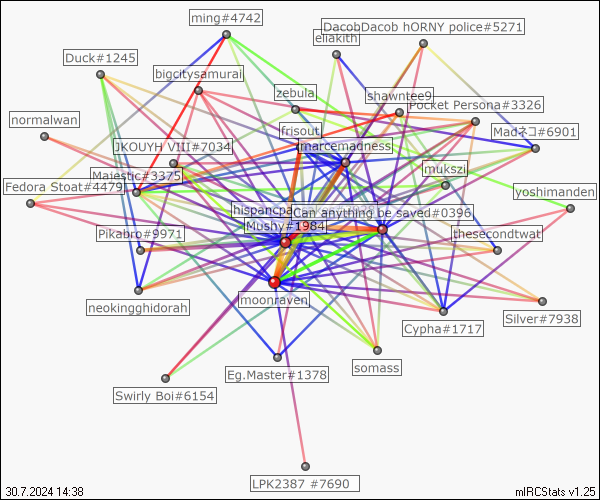 ming#4742
DacobDacob hORNY police#5271
eliakith
Duck#1245
bigcitysamurai
zebula
shawntee9
Pocket Persona#3326
normalwan
frisout
Madネコ#6901
JKOUYH VIII#7034
marcemadness
Majestic#3375
mukszi
Fedora Stoat#4479
yoshimanden
hispancpa
Can anything be saved#0396
Mushy#1984
Pikabro#9971
thesecondtwat
moonraven
neokingghidorah
Silver#7938
Cypha#1717
somass
Eg.Master#1378
Swirly Boi#6154
LPK2387 #7690
30.7.2024 14:38
mIRCStats v1.25